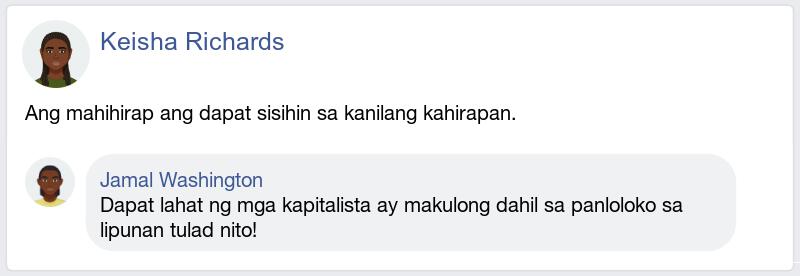 Keisha Richards
Ang mahihirap ang dapat sisihin sa kanilang kahirapan.
Jamal Washington
Dapat lahat ng mga kapitalista ay makulong dahil sa panloloko sa
lipunan tulad nito!